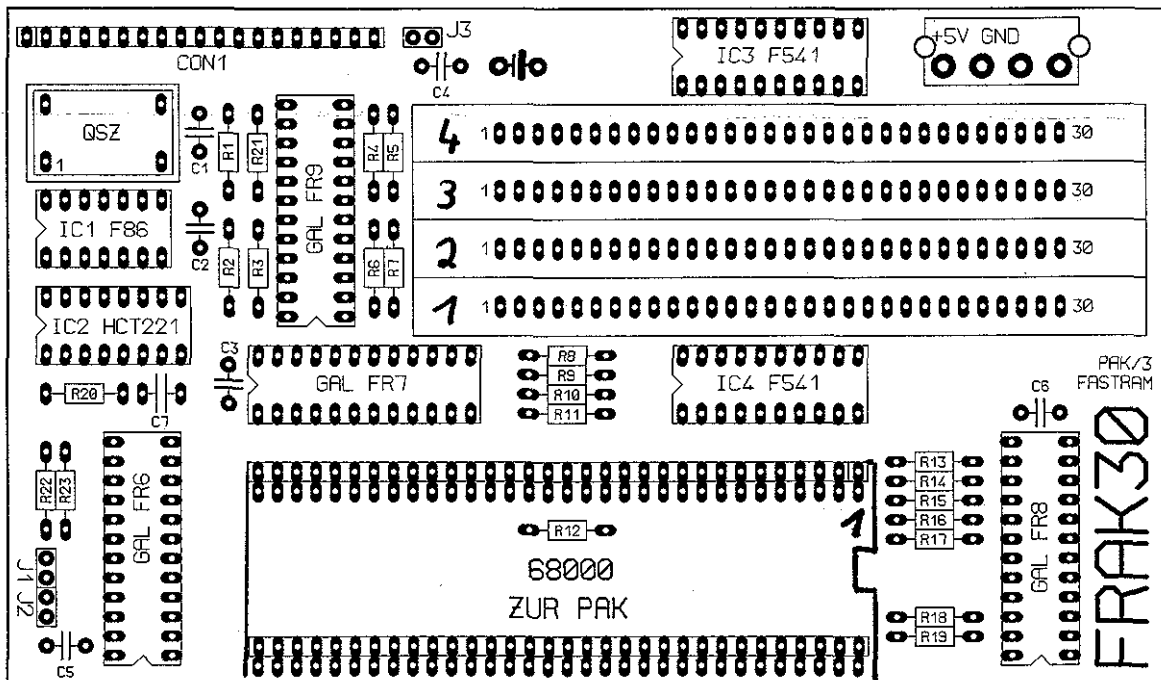 J3
CON1
C4
IC3 F541
+5V GND
QSZ
1
C1
R1
R21
GAL FR9
R4
R5
4
1
30
3
1
30
IC1 F86
C2
R2
R3
R6
R7
2
1
30
1
1
30
IC2 HCT221
C3
GAL FR7
R8
R9
R10
R11
IC4 F541
PAK/3
FASTRAM
FRAK30
R20
C7
C6
R22
R23
GAL FR6
J1 J2
C5
R12
1
68000
ZUR PAK
R13
R14
R15
R16
R17
R18
R19
GAL FR8